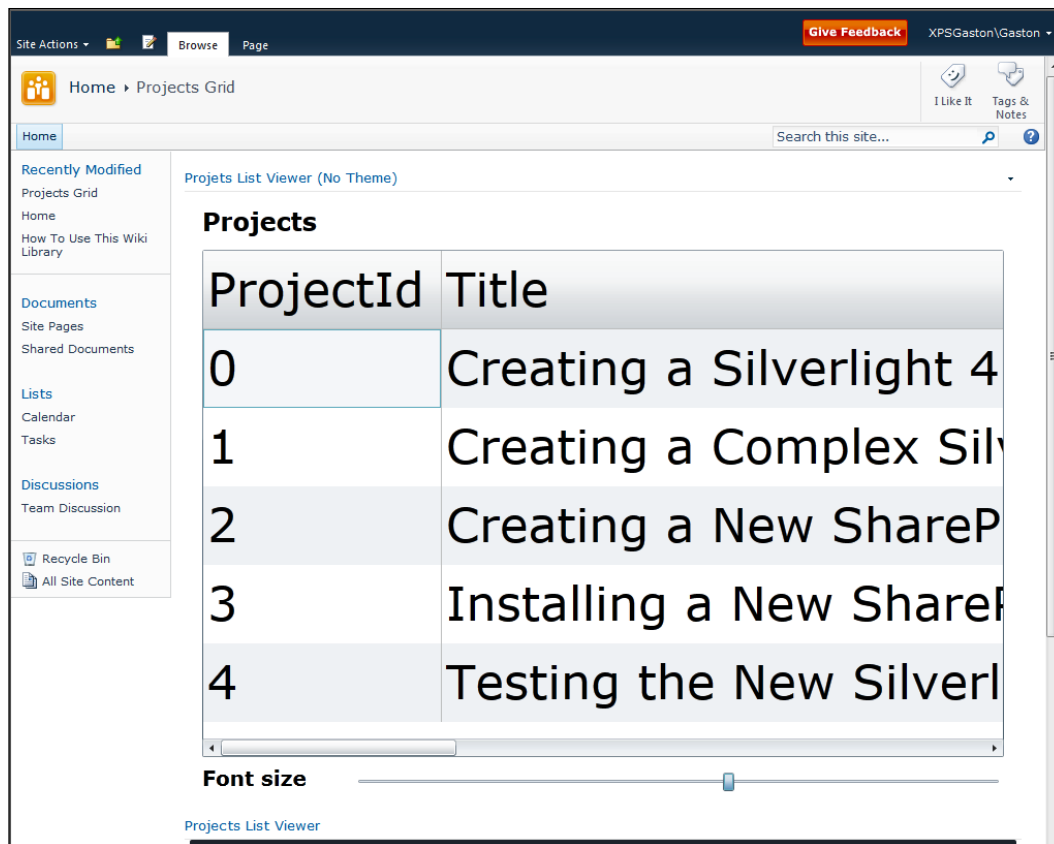 Site Actions Browse Page Give Feedback XPSGaston\Gaston
Home Projects Grid
I Like It Tags &
Notes
Home Search this site...
Recently Modified
Projects Grid
Home
How To Use This Wiki
Library
Documents
Site Pages
Shared Documents
Lists
Calendar
Tasks
Discussions
Team Discussion
Recycle Bin
All Site Content
Projets List Viewer (No Theme)
Projects
ProjectId Title
0 Creating a Silverlight 4
1 Creating a Complex
2 Creating a New
3 Installing a New
4 Testing the New
Font size
Projects List Viewer